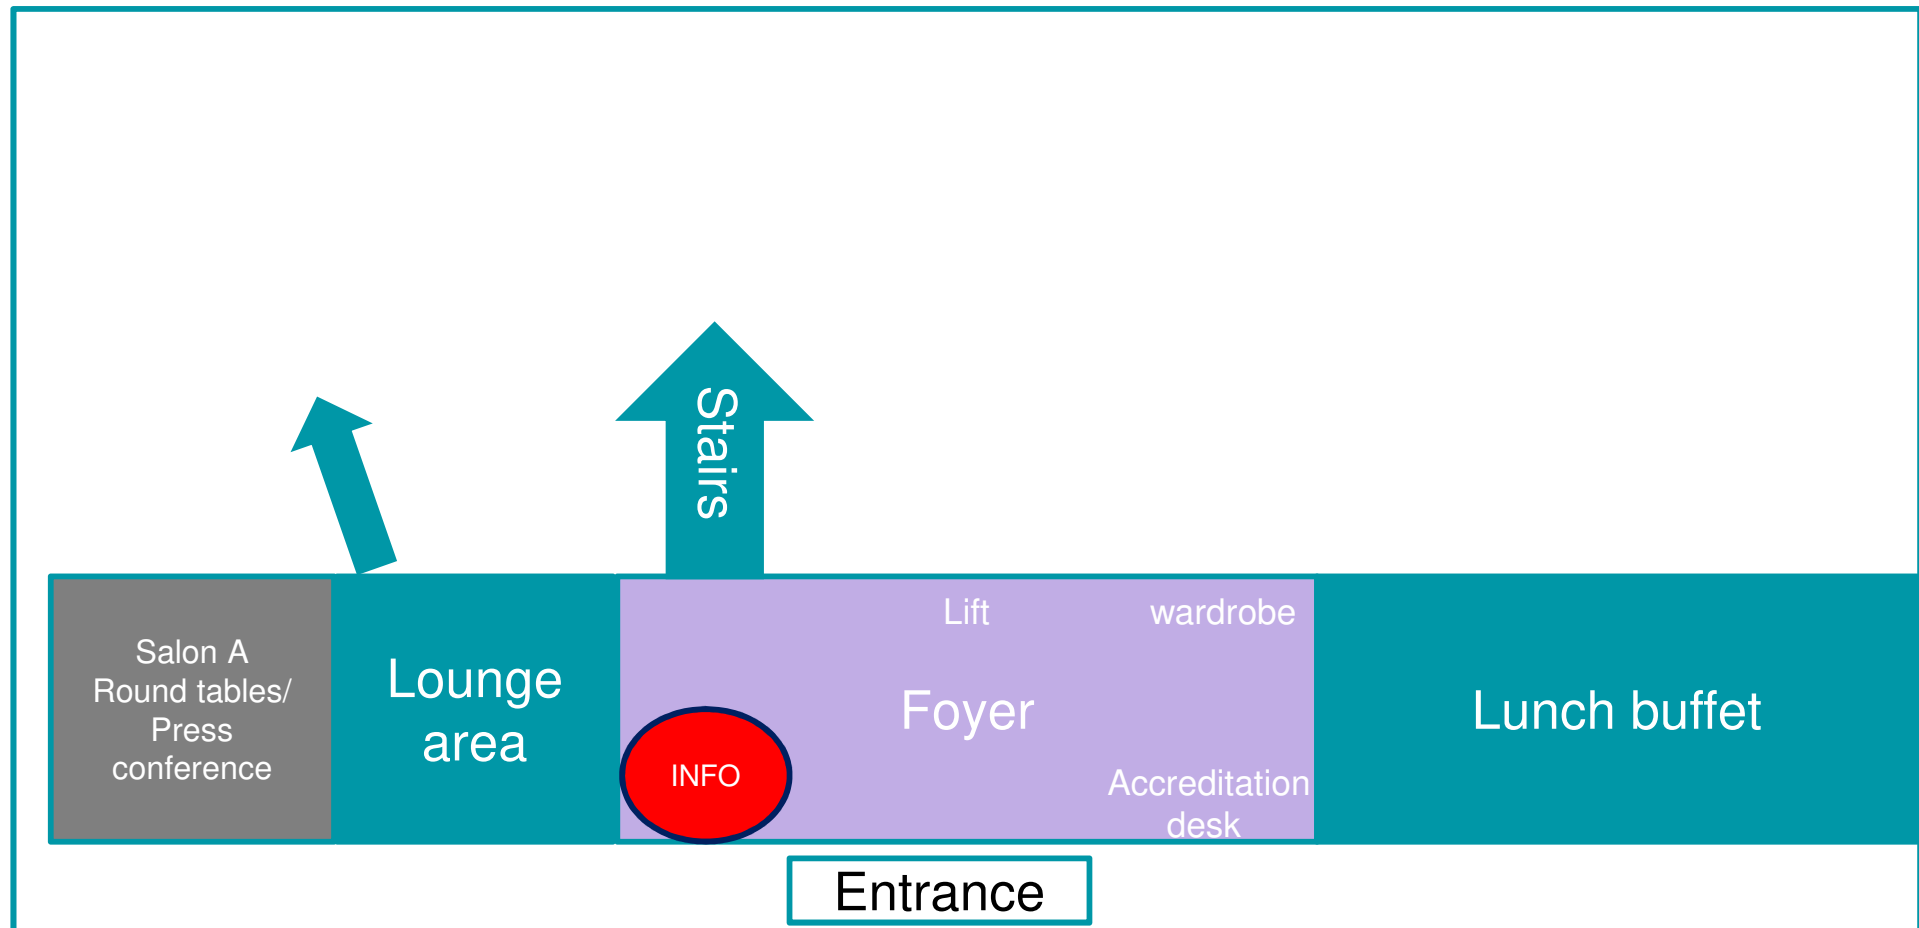 Stairs
Salon A
Round tables/
Press
conference
Lounge
area
INFO
Lift
wardrobe
Foyer
Accreditation
desk
Lunch buffet
Entrance